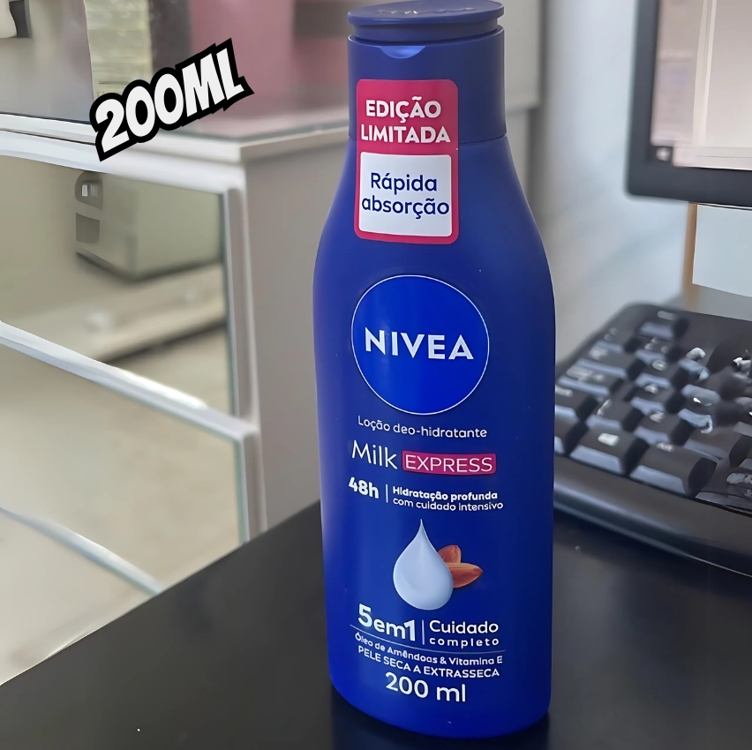 200ML
EDIÇÃO
LIMITADA
Rápida
absorção
NIVEA
Loção deo-hidratante
Milk EXPRESS
48h | Hidratação profunda
com cuidado intensivo
5em1 | Cuidado
completo
Óleo de Amêndoas & Vitamina E
PELE SECA A EXTRASSECA
200 ml